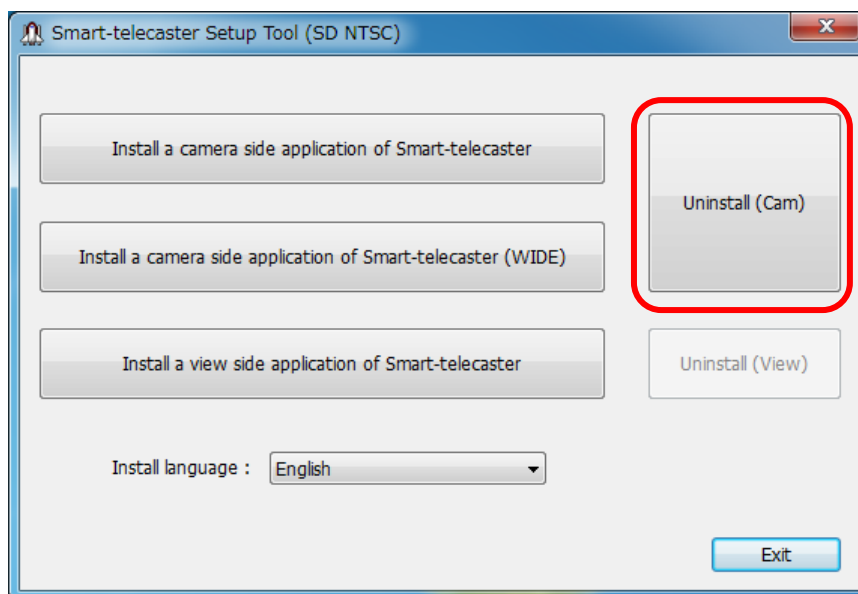 Smart-telecaster Setup Tool (SD NTSC)
Install a camera side application of Smart-telecaster
Uninstall (Cam)
Install a camera side application of Smart-telecaster (WIDE)
Install a view side application of Smart-telecaster
Uninstall (View)
Install language :
English
Exit